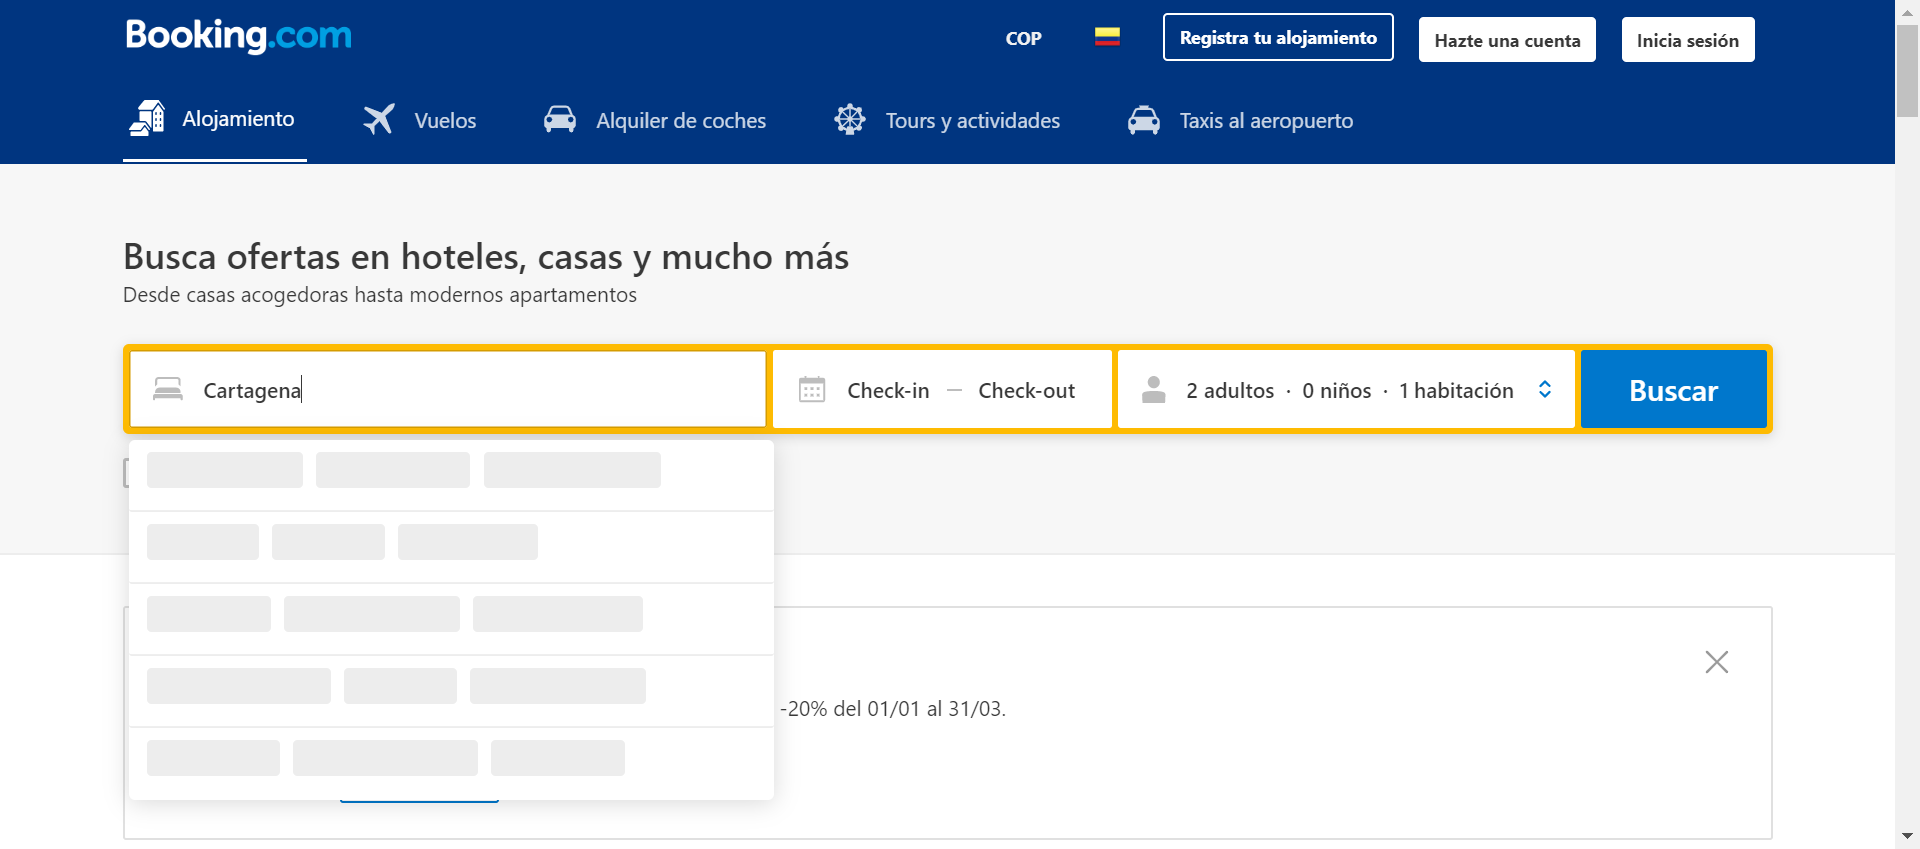 Booking.com
COP
Registra tu alojamiento
Hazte una cuenta
Inicia sesión
Alojamiento
Vuelos
Alquiler de coches
Tours y actividades
Taxis al aeropuerto
Busca ofertas en hoteles, casas y mucho más
Desde casas acogedoras hasta modernos apartamentos
Cartagena
Check-in — Check-out
2 adultos · 0 niños · 1 habitación
Buscar
-20% del 01/01 al 31/03.